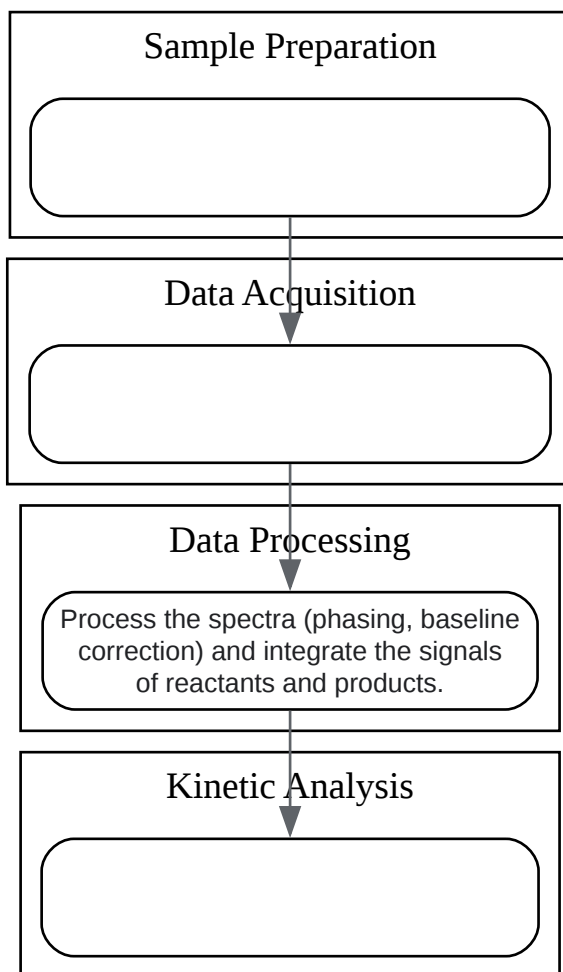 Sample Preparation
Data Acquisition
Data Processing
Process the spectra (phasing, baseline
correction) and integrate the signals
of reactants and products.
Kinetic Analysis